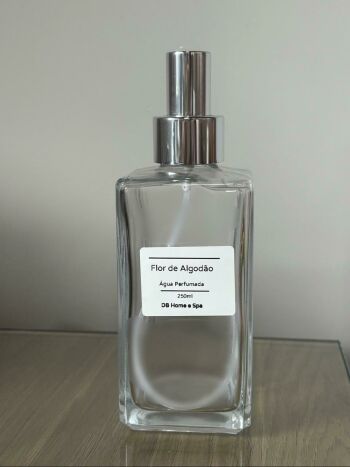 Flor de Algodão
Água Perfumada
250ml
DB Home e Spa